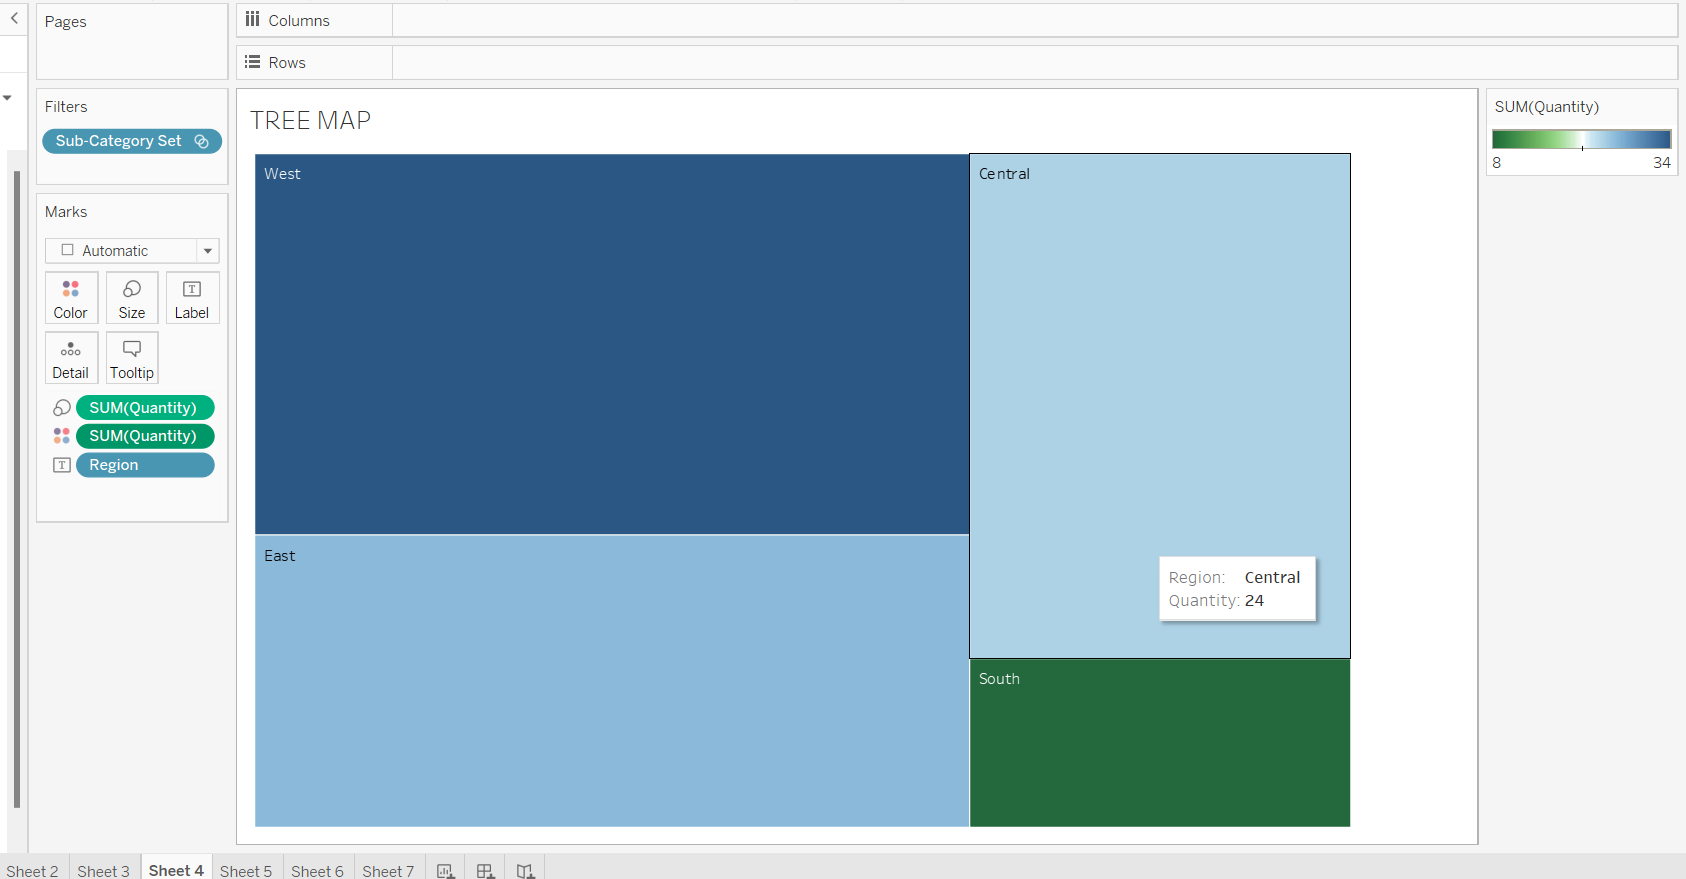 Pages
Columns
Rows
Filters
Sub-Category Set
Marks
Automatic
Color Size Label
Detail Tooltip
SUM(Quantity)
SUM(Quantity)
Region
TREE MAP
West
Central
East
Region: Central
Quantity: 24
South
SUM(Quantity)
8 34
Sheet 2 Sheet 3 Sheet 4 Sheet 5 Sheet 6 Sheet 7